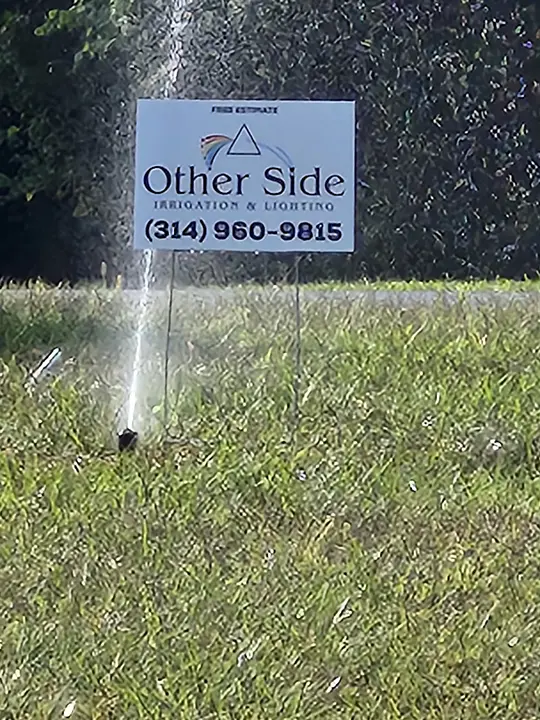 FREE ESTIMATE
Other Side
IRRIGATION & LIGHTING
(314) 960-9815